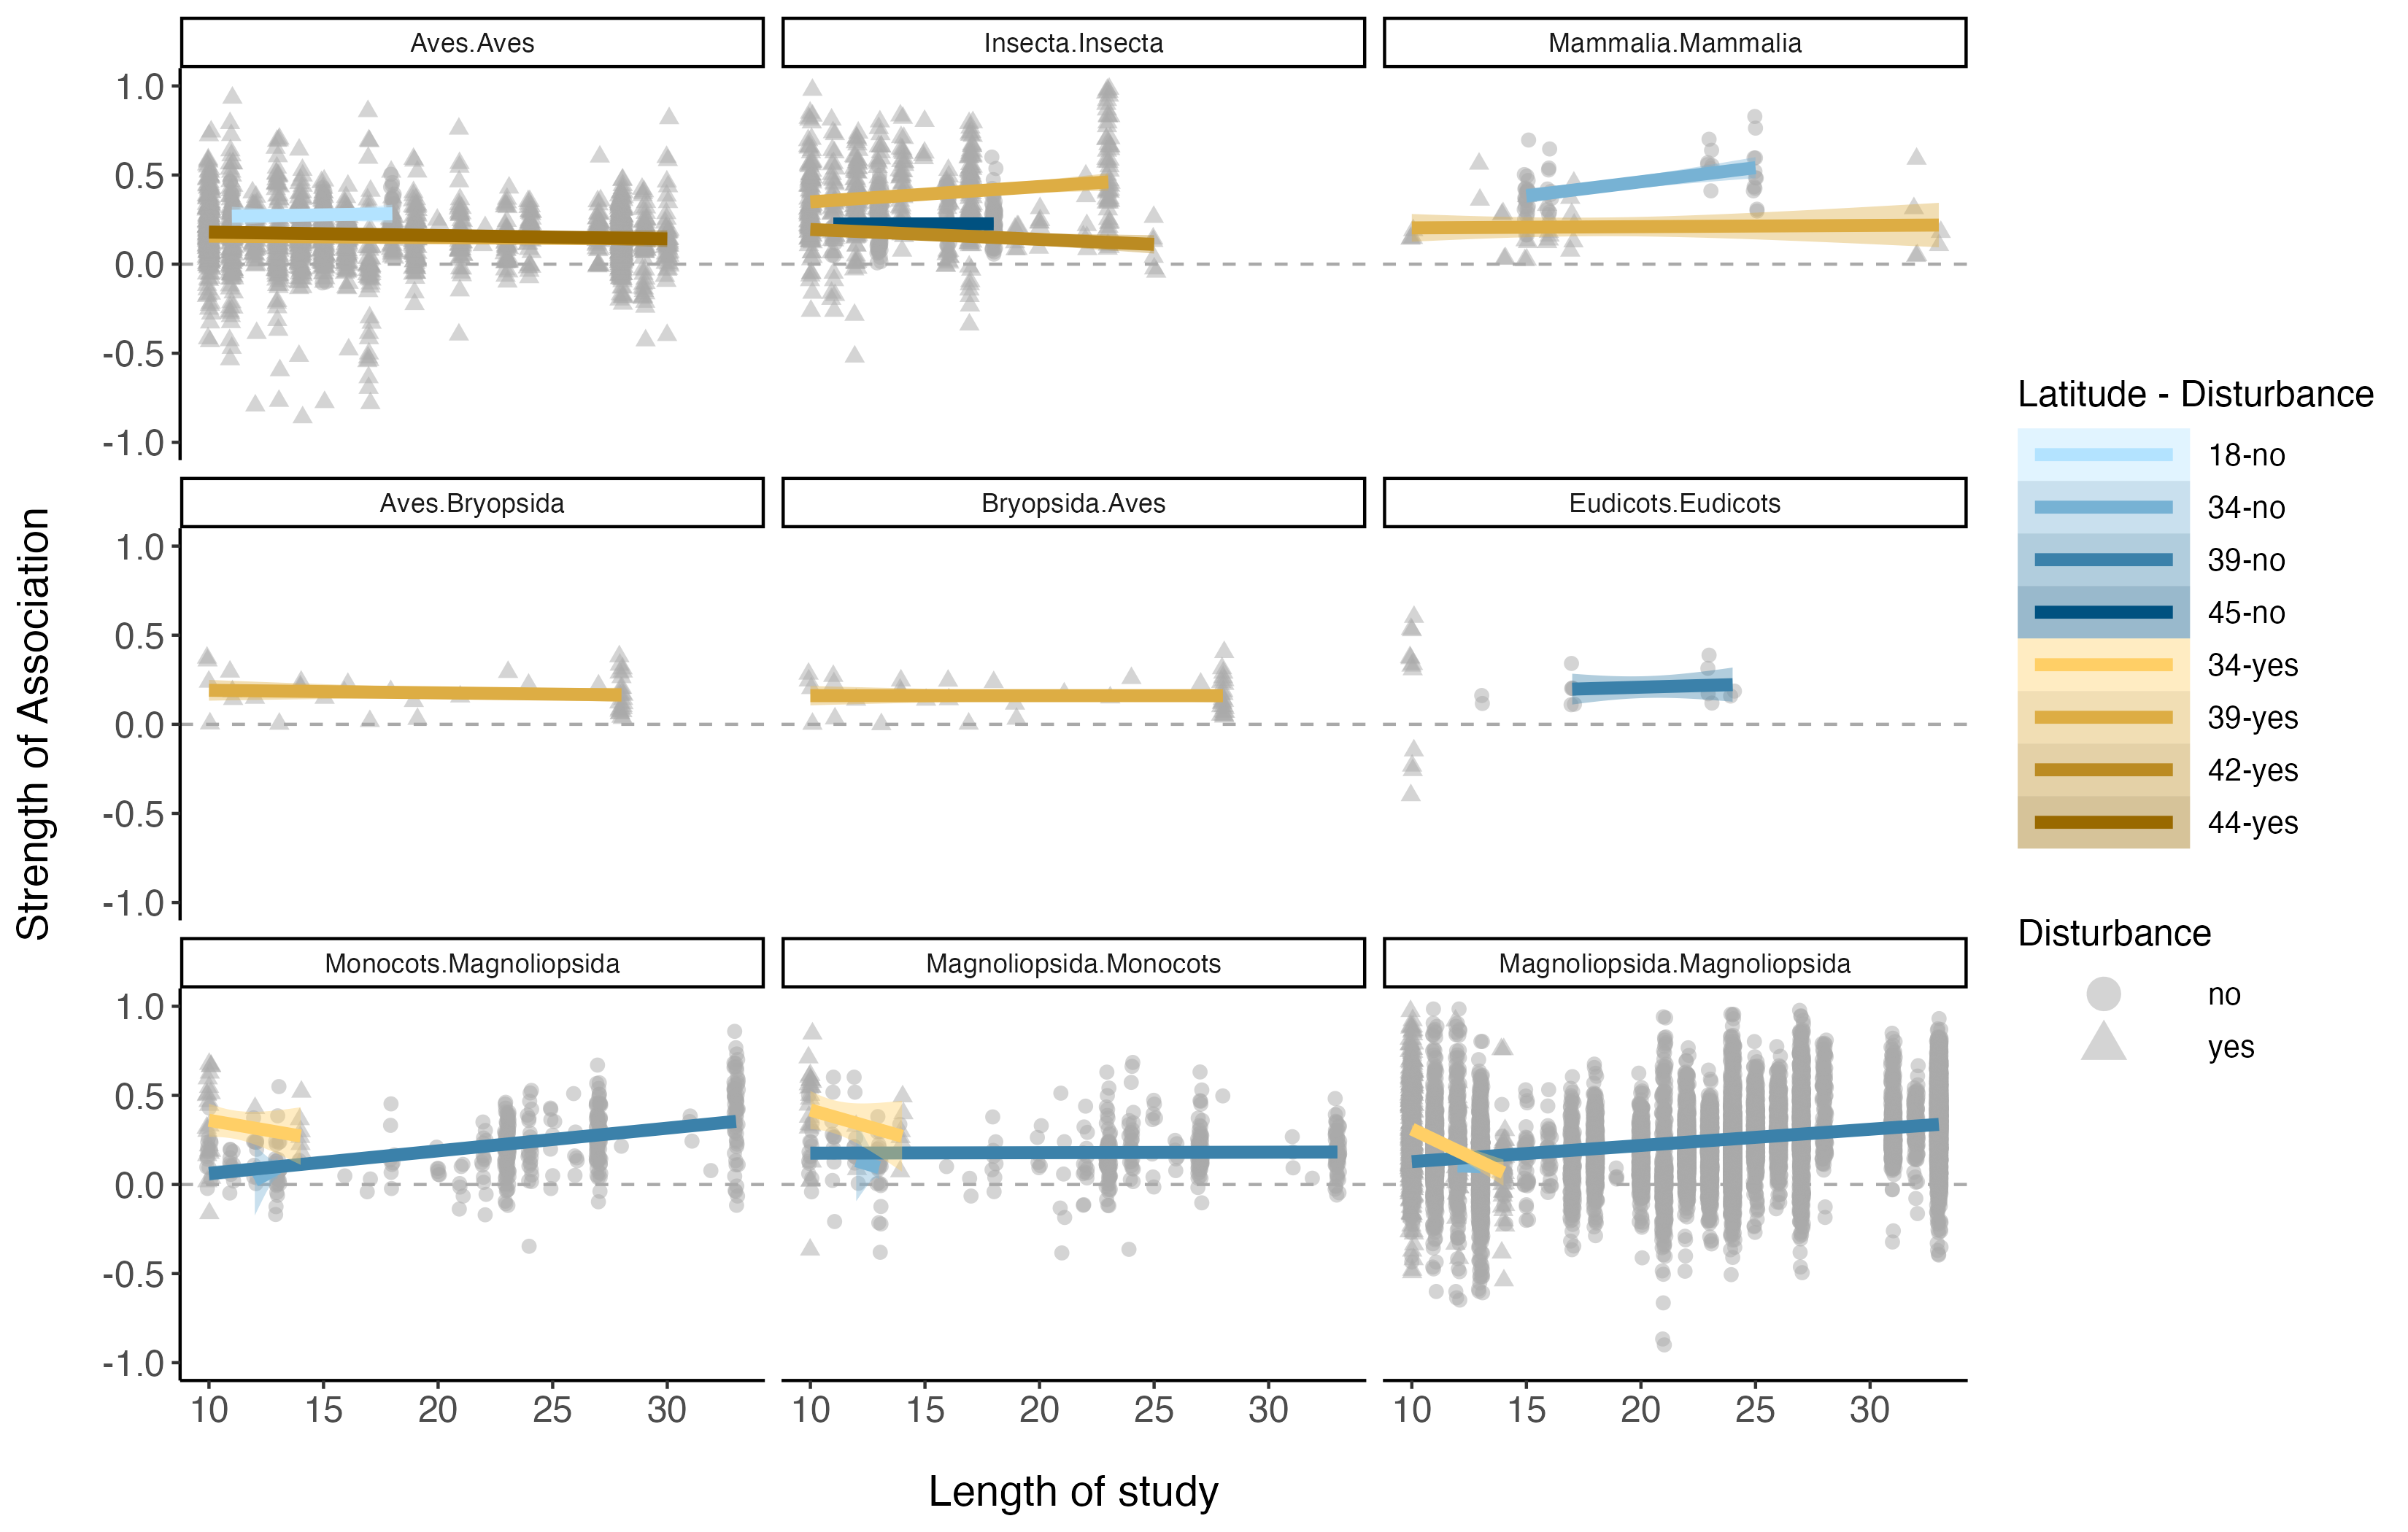 Aves.Aves
Insecta.Insecta
Mammalia.Mammalia
1.0
0.5
0.0
-0.5
-1.0
Aves.Bryopsida
Bryopsida.Aves
Eudicots.Eudicots
1.0
0.5
0.0
-0.5
-1.0
Monocots.Magnoliopsida
Magnoliopsida.Monocots
Magnoliopsida.Magnoliopsida
1.0
0.5
0.0
-0.5
-1.0
10 15 20 25 30
10 15 20 25 30
10 15 20 25 30
Length of study
Strength of Association
Latitude - Disturbance
18-no
34-no
39-no
45-no
34-yes
39-yes
42-yes
44-yes
Disturbance
no
yes